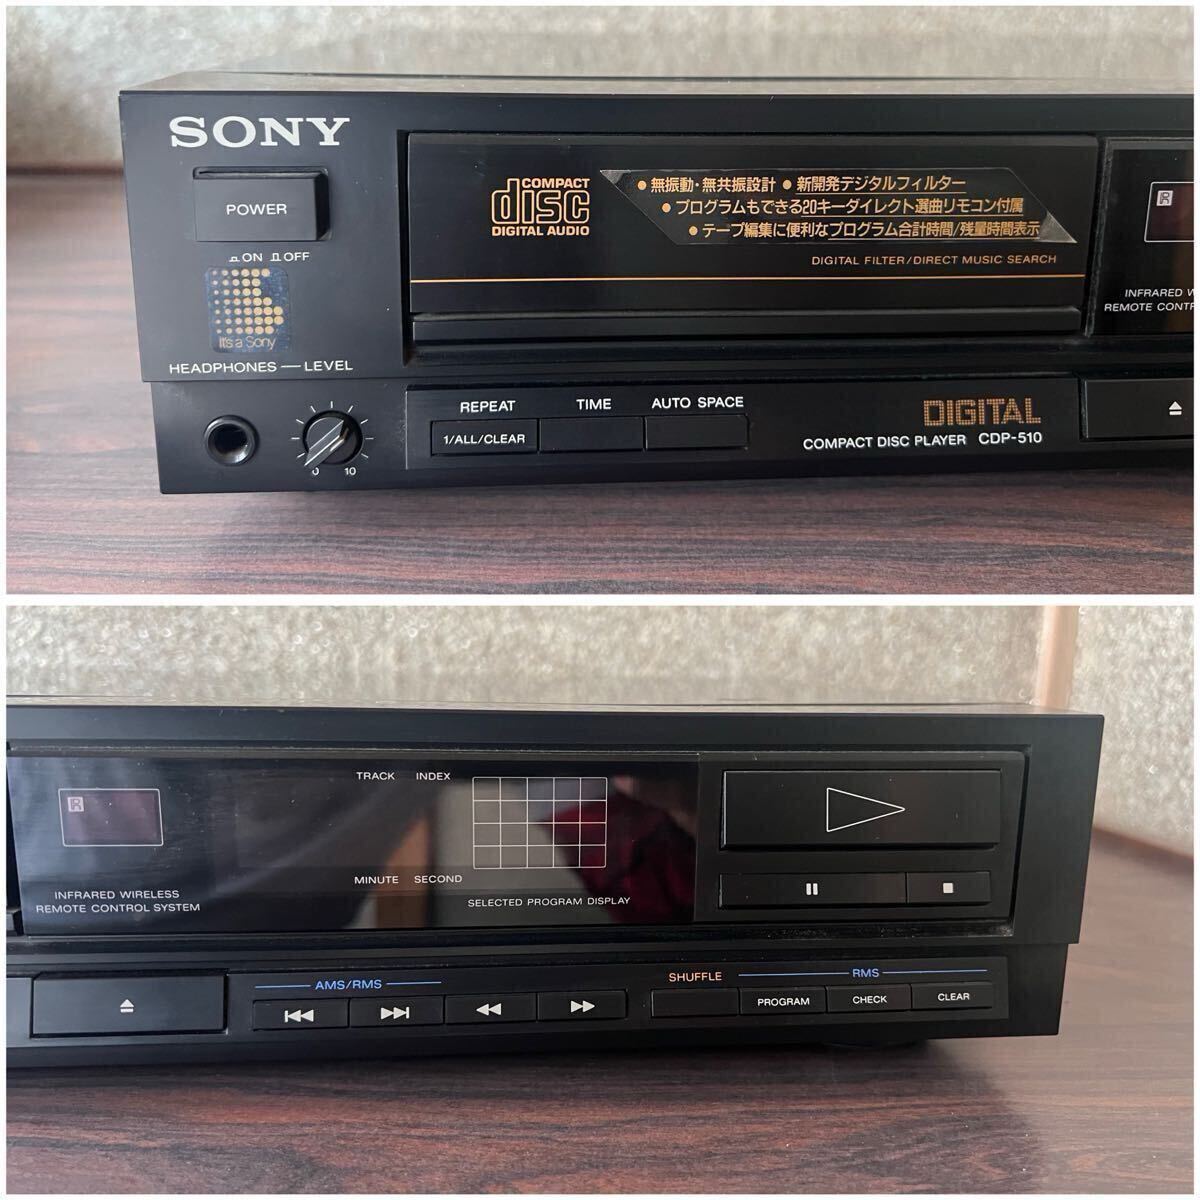 SONY
POWER
ON OFF
It's a Sony
HEADPHONES — LEVEL
0 10
COMPACT
disc
DIGITAL AUDIO
● 無振動・無共振設計 ● 新開発デジタルフィルター
● プログラムもできる20キーダイレクト選曲リモコン付属
● テープ編集に便利なプログラム合計時間/残量時間表示
DIGITAL FILTER/DIRECT MUSIC SEARCH
REPEAT TIME AUTO SPACE
1/ALL/CLEAR
DIGITAL
COMPACT DISC PLAYER CDP-510
R
INFRARED W
REMOTE CONTR
R
INFRARED WIRELESS
REMOTE CONTROL SYSTEM
TRACK INDEX
MINUTE SECOND
SELECTED PROGRAM DISPLAY
AMS/RMS
SHUFFLE RMS
PROGRAM CHECK CLEAR